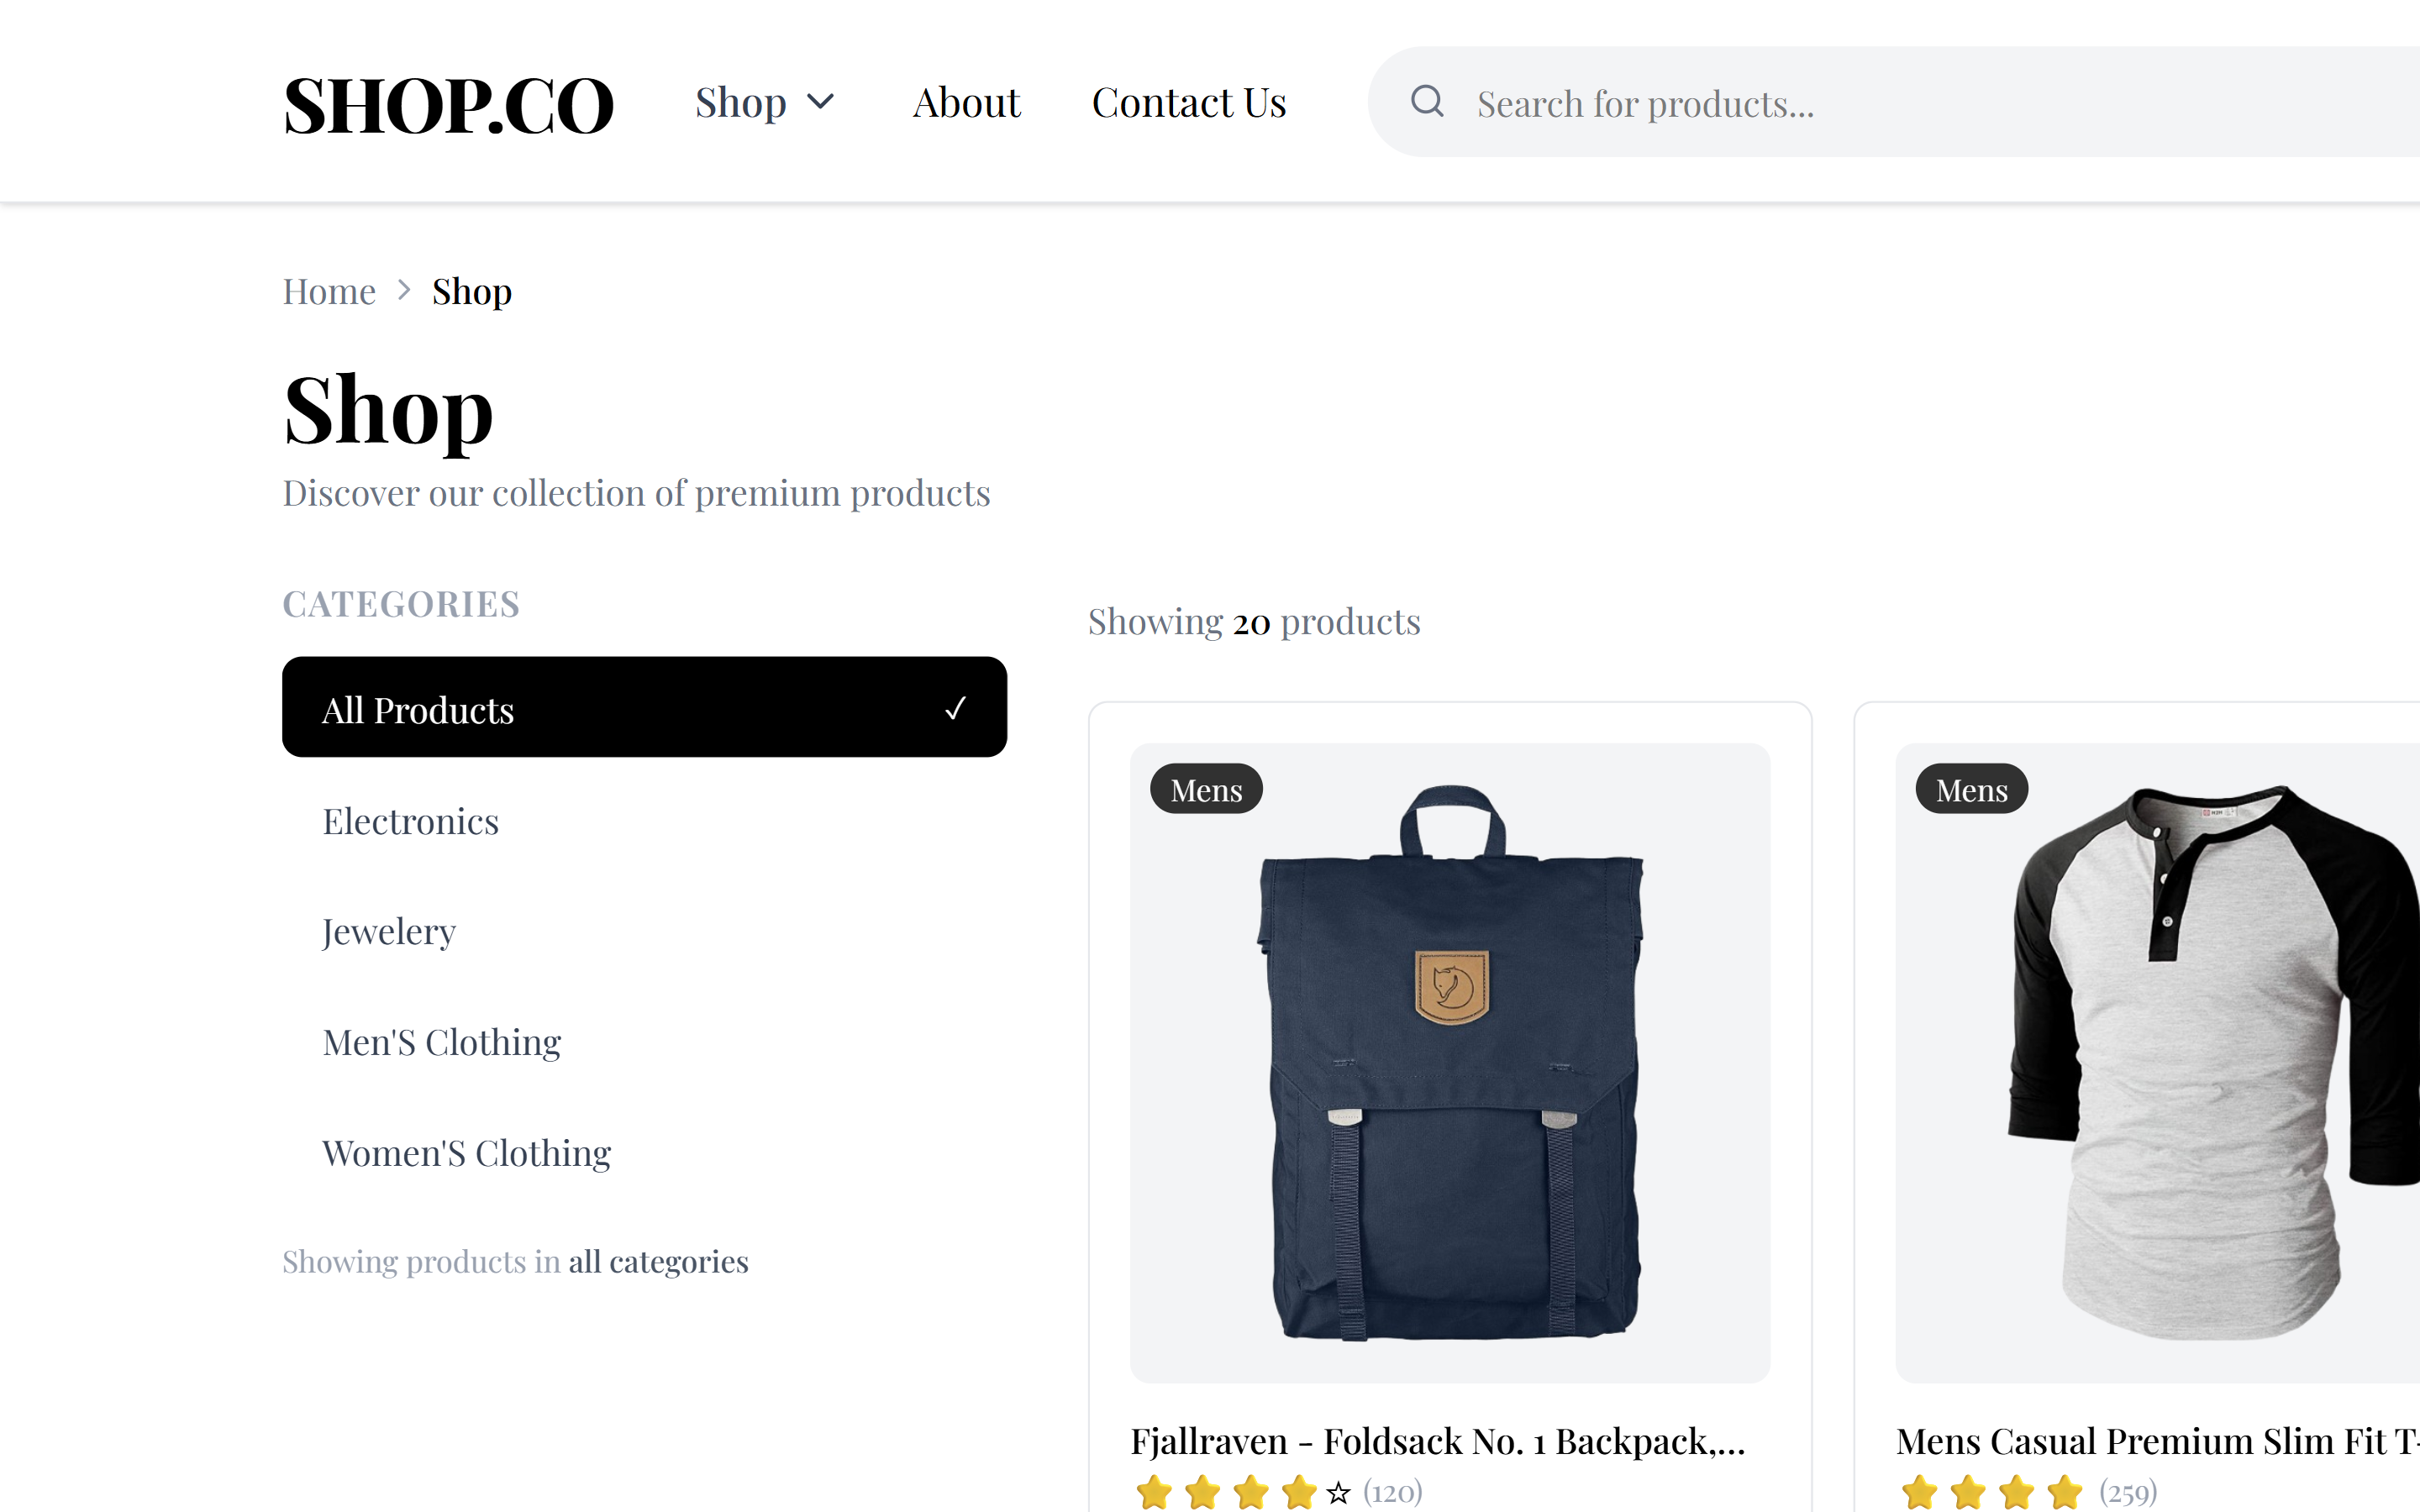 SHOP.CO Shop About Contact Us Search for products...
Home Shop
Shop
Discover our collection of premium products
CATEGORIES
All Products ✓
Electronics
Jewelery
Men'S Clothing
Women'S Clothing
Showing products in all categories
Showing 20 products
Mens
Fjallraven - Foldsack No. 1 Backpack,...
(120)
Mens
Mens Casual Premium Slim Fit T-
(259)